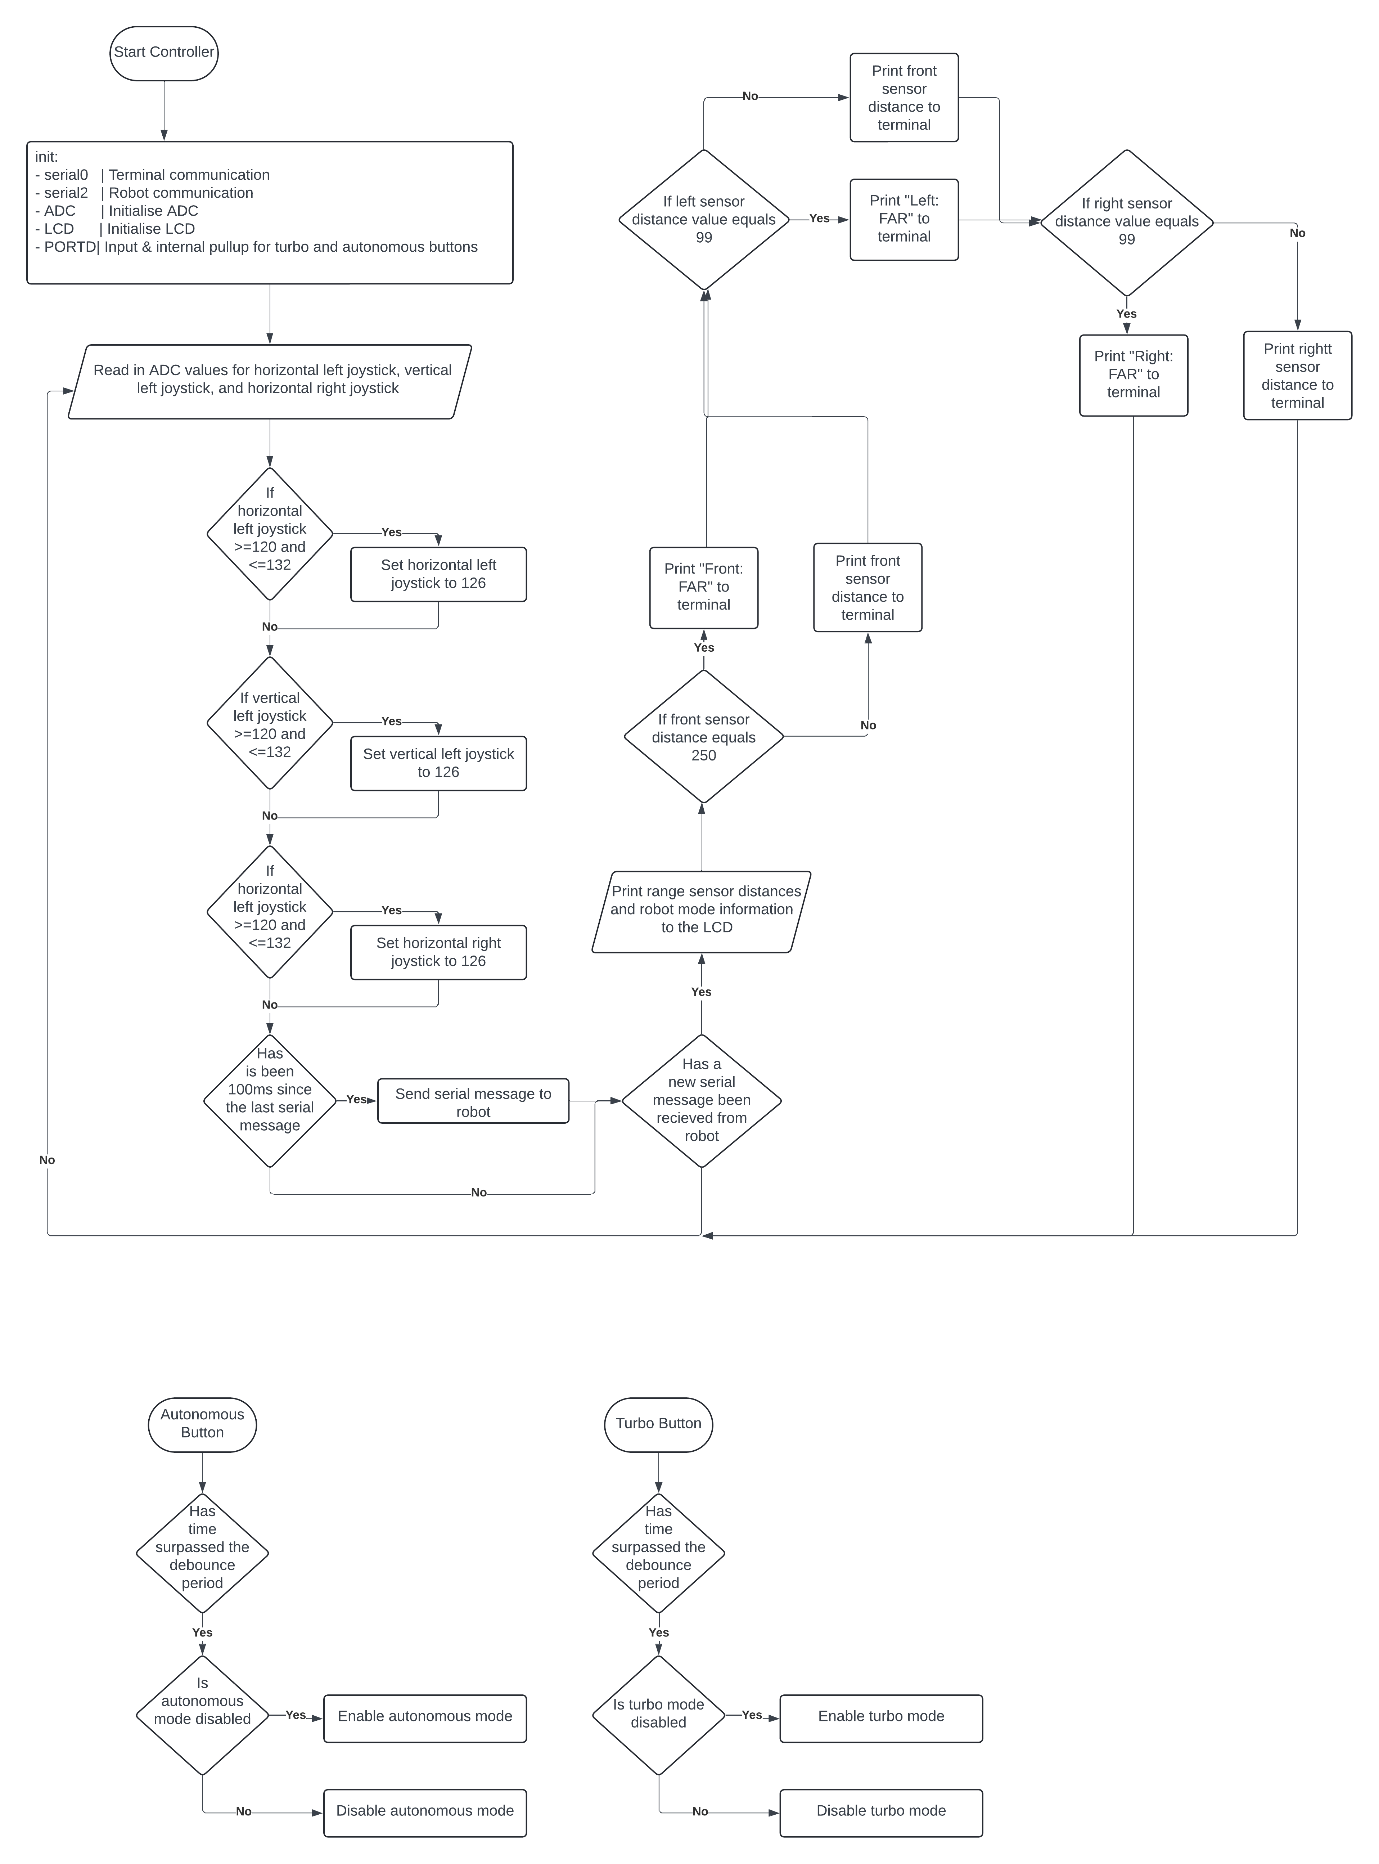 Start Controller
init:
- serial0   | Terminal communication
- serial2   | Robot communication
- ADC      | Initialise ADC
- LCD      | Initialise LCD
- PORTD| Input & internal pullup for turbo and autonomous buttons
Read in ADC values for horizontal left joystick, vertical
left joystick, and horizontal right joystick
If
horizontal
left joystick
>=120 and
<=132
Yes
Set horizontal left
joystick to 126
No
If vertical
left joystick
>=120 and
<=132
Yes
Set vertical left joystick
to 126
No
If
horizontal
left joystick
>=120 and
<=132
Yes
Set horizontal right
joystick to 126
No
Has
is been
100ms since
the last serial
message
Yes
Send serial message to
robot
No
Has a
new serial
message been
recieved from
robot
No
Yes
Print range sensor distances
and robot mode information
to the LCD
If front sensor
distance equals
250
Yes
Print "Front:
FAR" to
terminal
No
Print front
sensor
distance to
terminal
If left sensor
distance value equals
99
No
Print front
sensor
distance to
terminal
Yes
Print "Left:
FAR" to
terminal
If right sensor
distance value equals
99
Yes
Print "Right:
FAR" to
terminal
No
Print rightt
sensor
distance to
terminal
Autonomous
Button
Has
time
surpassed the
debounce
period
Yes
Is
autonomous
mode disabled
Yes
Enable autonomous mode
No
Disable autonomous mode
Turbo Button
Has
time
surpassed the
debounce
period
Yes
Is turbo mode
disabled
Yes
Enable turbo mode
No
Disable turbo mode